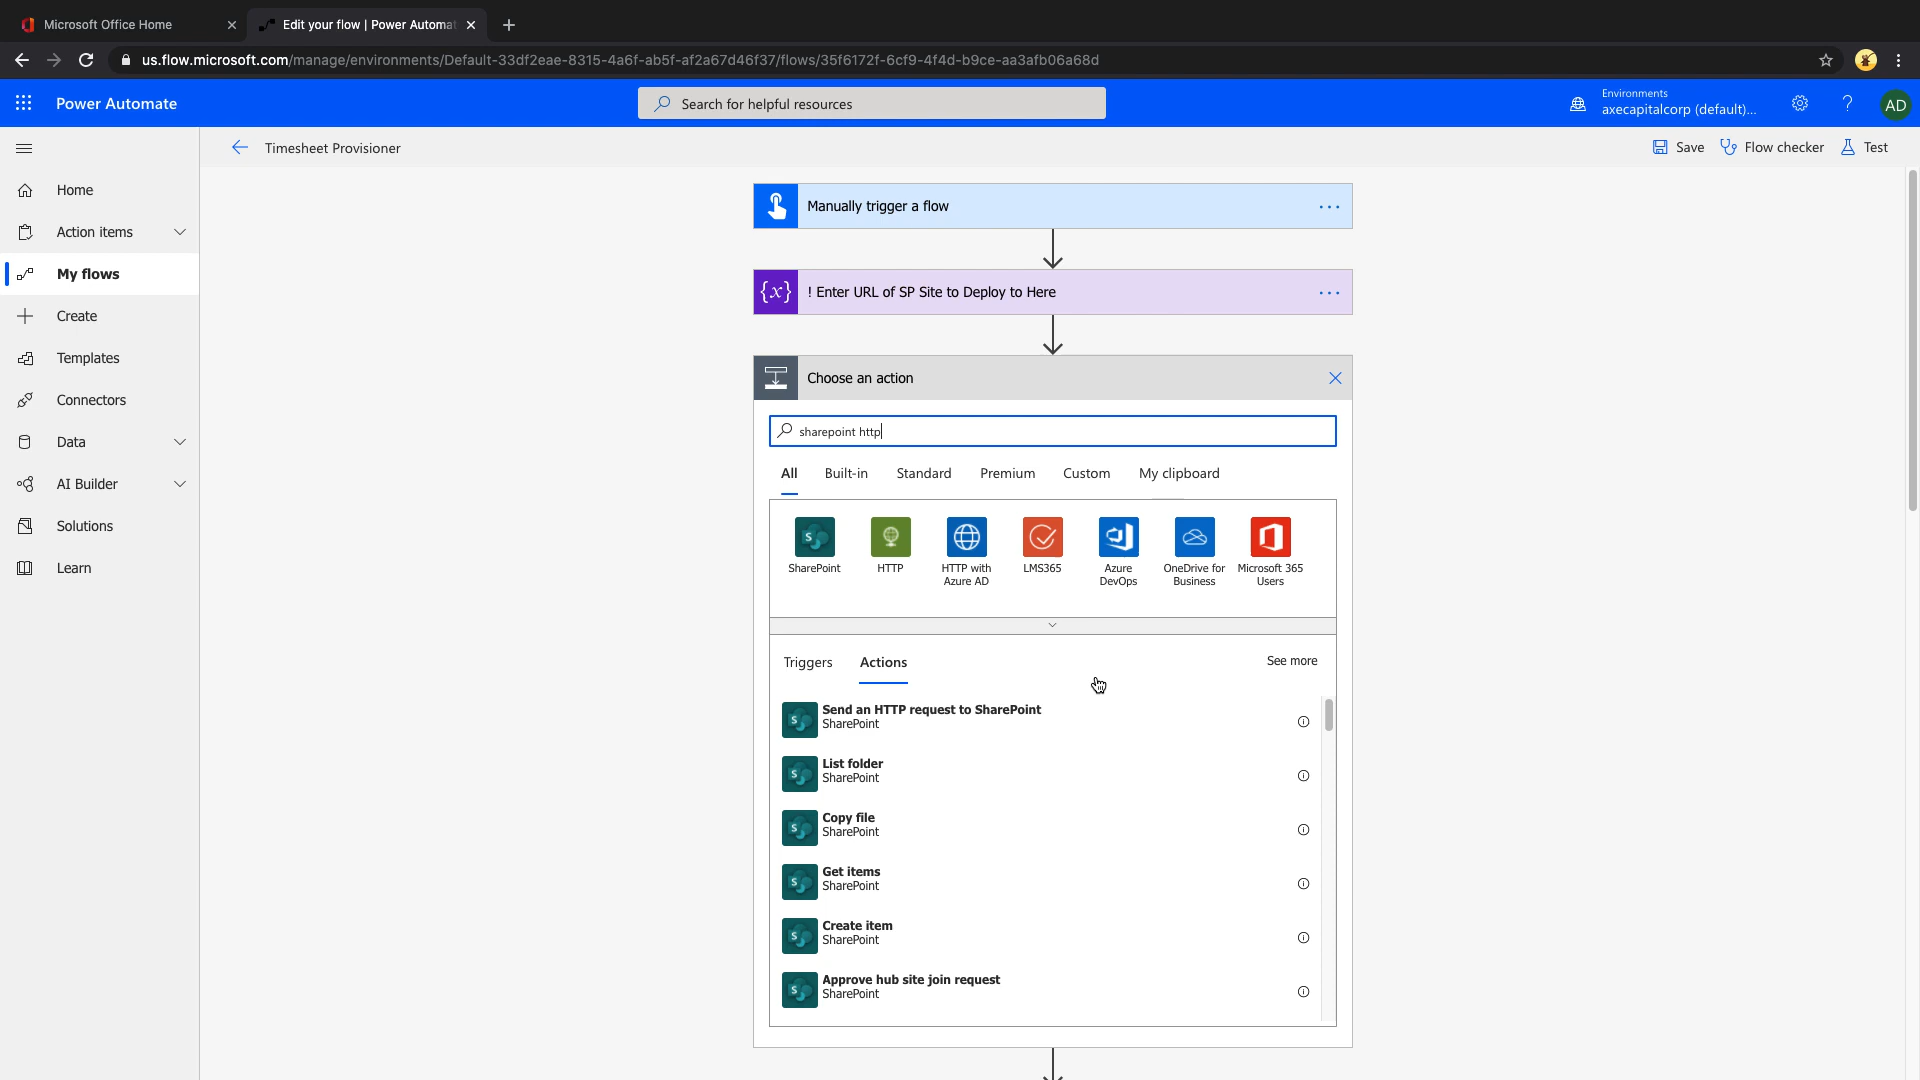 Microsoft Office Home
Edit your flow | Power Automat
us.flow.microsoft.com/manage/environments/Default-33df2eae-8315-4a6f-ab5f-af2a67d46f37/flows/35f6172f-6cf9-4f4d-b9ce-aa3afb06a68d
Power Automate
Search for helpful resources
Environments
axecapitalcorp (default)...
?
AD
Timesheet Provisioner
Save
Flow checker
Test
Home
Action items
My flows
Create
Templates
Connectors
Data
AI Builder
Solutions
Learn
Manually trigger a flow
{x}
! Enter URL of SP Site to Deploy to Here
Choose an action
sharepoint http
All
Built-in
Standard
Premium
Custom
My clipboard
SharePoint
HTTP
HTTP with
Azure AD
LMS365
Azure
DevOps
OneDrive for
Business
Microsoft 365
Users
Triggers
Actions
See more
Send an HTTP request to SharePoint
SharePoint
List folder
SharePoint
Copy file
SharePoint
Get items
SharePoint
Create item
SharePoint
Approve hub site join request
SharePoint